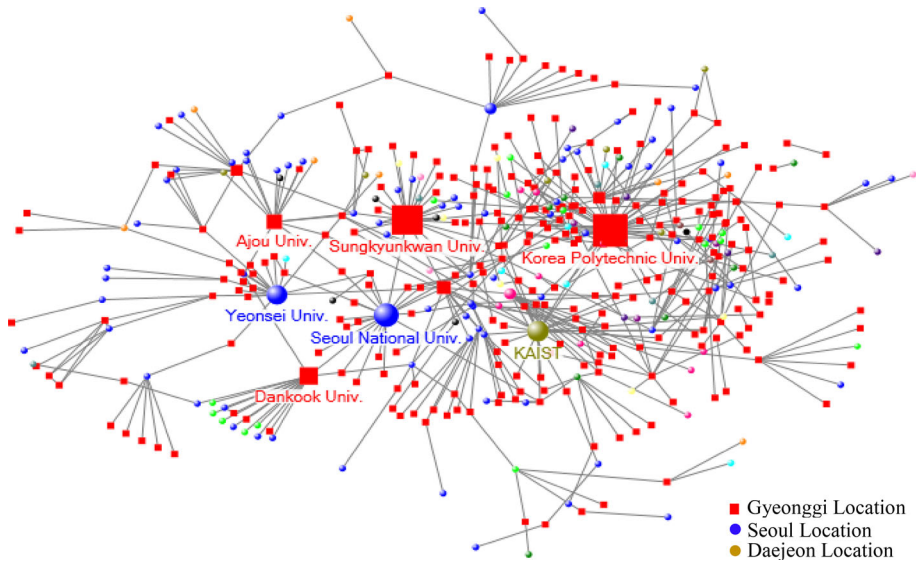 Ajou Univ.
Sungkyunkwan Univ.
Korea Polytechnic Univ.
Yeonsei Univ.
Seoul National Univ.
KAIST
Dankook Univ.
Gyeonggi Location
Seoul Location
Daejeon Location